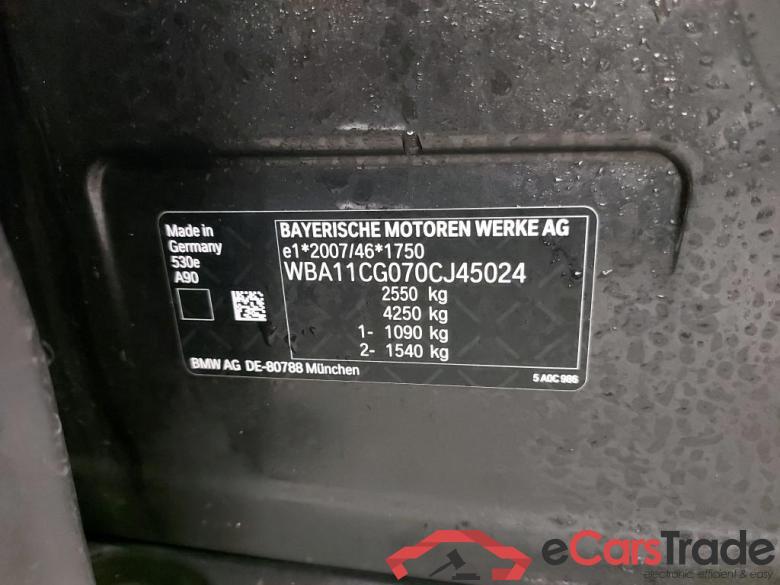 Made in
Germany
530e
A90
BAYERISCHE MOTOREN WERKE AG
e1*2007/46*1750
WBA11CG070CJ45024
2550 kg
4250 kg
1- 1090 kg
2- 1540 kg
BMW AG DE-80788 München
5 A0C 986
eCarsTrade
electronic, efficient & easy